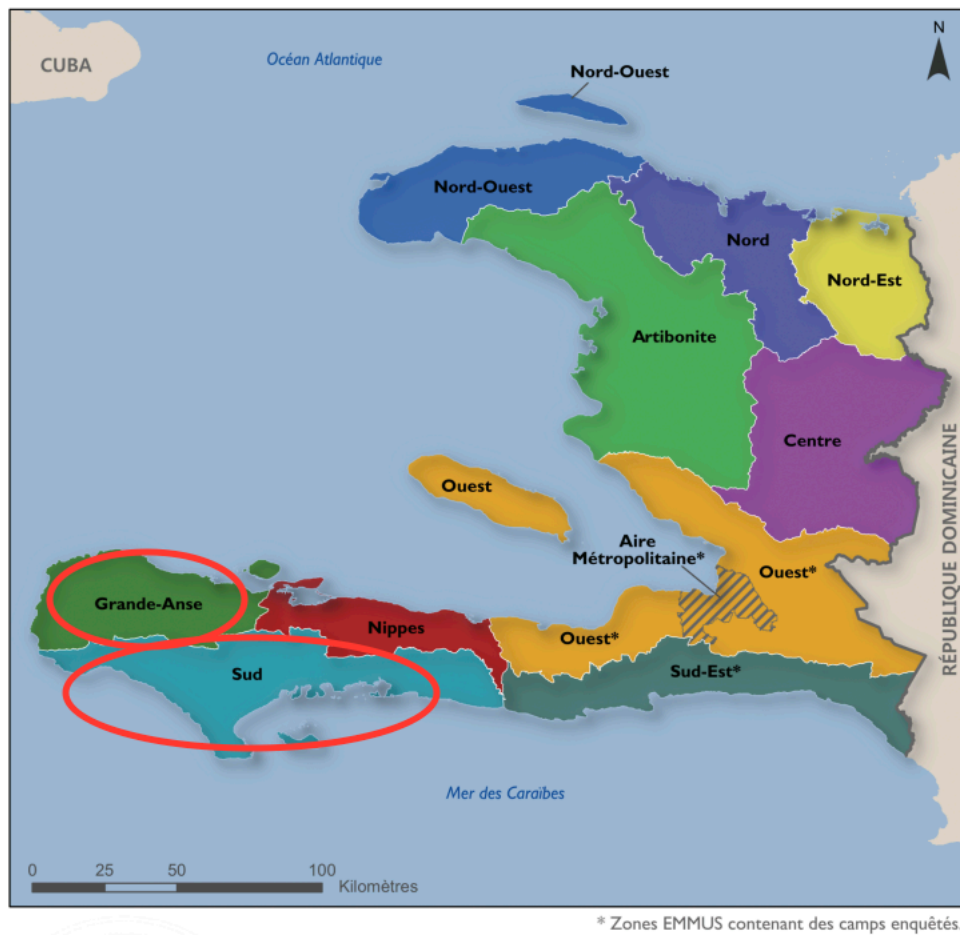 N
CUBA
Océan Atlantique
Nord-Ouest
Nord-Ouest
Nord
Nord-Est
Artibonite
Centre
RÉPUBLIQUE DOMINICAINE
Ouest
Aire
Métropolitaine*
Ouest*
Grande-Anse
Nippes
Ouest*
Sud
Sud-Est*
Mer des Caraïbes
0 25 50 100
Kilomètres
* Zones EMMUS contenant des camps enquêtés.